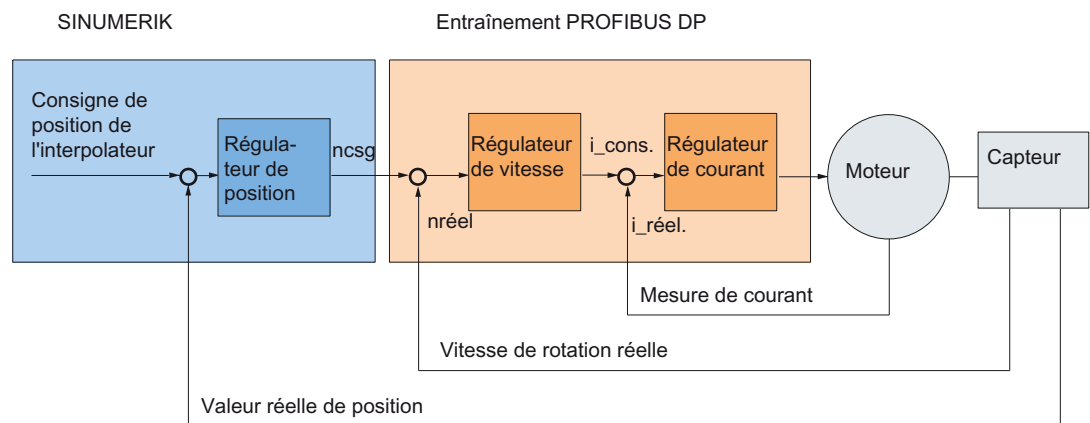 SINUMERIK
Entraînement PROFIBUS DP
Consigne de
position de
l'interpolateur
Régula-
teur de
position
ncsg
Régulateur
de vitesse
i_cons.
Régulateur
de courant
Moteur
Capteur
nréel
i_réel.
Mesure de courant
Vitesse de rotation réelle
Valeur réelle de position